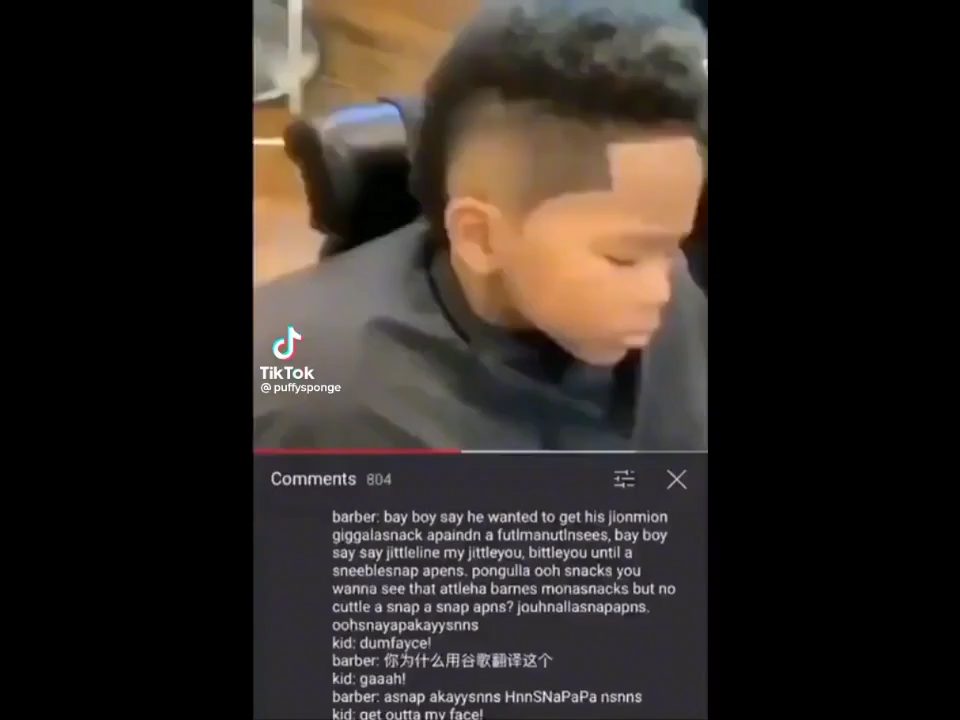 TikTok
@ puffysponge
Comments 804
barber: bay boy say he wanted to get his jionmion
giggalasnack apaindn a futlmanutlnsees, bay boy
say say jittleline my jittleyou, bittleyou until a
sneeblesnap apens. pongulla ooh snacks you
wanna see that attleha barnes monasnacks but no
cuttle a snap a snap apns? jouhnallasnapapns.
oohsnayapakayysnns
kid: dumfayce!
barber: 你为什么用谷歌翻译这个
kid: gaaah!
barber: asnap akayysnns HnnSNaPaPa nsnns
kid: get outta my face!